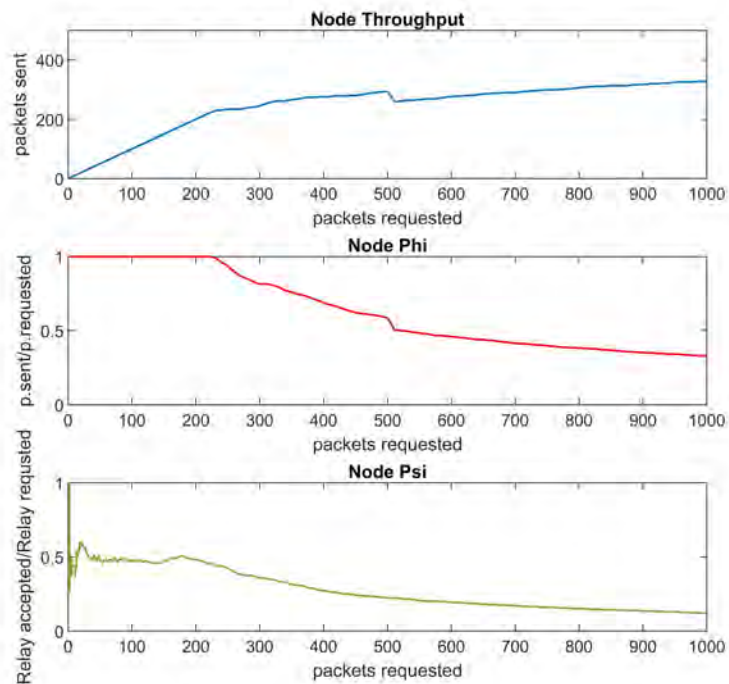 Node Throughput
packets sent
400
200
0
0 100 200 300 400 500 600 700 800 900 1000
packets requested
Node Phi
p.sent/p.requested
1
0.5
0
0 100 200 300 400 500 600 700 800 900 1000
packets requested
Node Psi
Relay accepted/Relay requsted
1
0.5
0
0 100 200 300 400 500 600 700 800 900 1000
packets requested